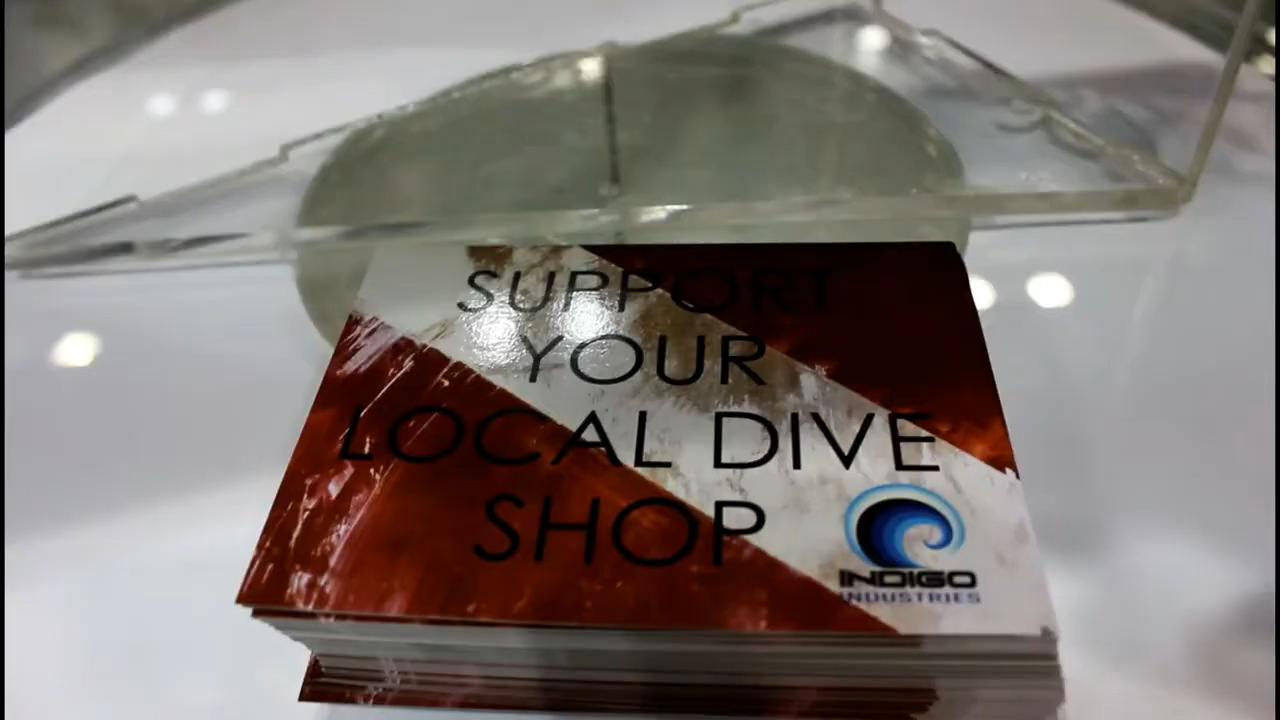 SUPPORT
YOUR
LOCAL DIVE
SHOP
INDIGO
INDUSTRIES